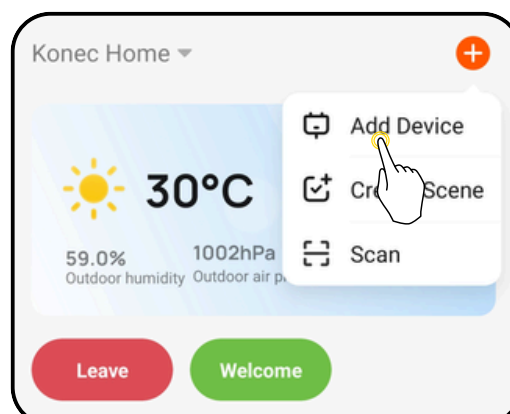 Konec Home
Add Device
30°C
Scene
59.0%
1002hPa
Scan
Outdoor humidity
Outdoor air
Leave
Welcome